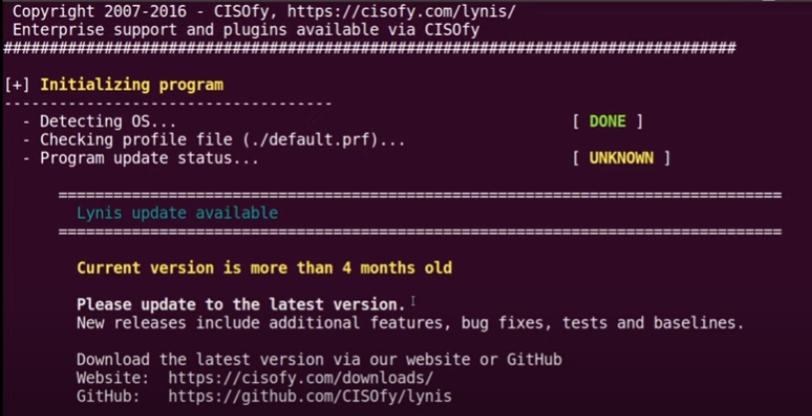 Copyright 2007-2016 - CISOfy, https://cisofy.com/lynis/
Enterprise support and plugins available via CISOfy
################################################################################
[+] Initializing program
------------------------------------
- Detecting OS... [ DONE ]
- Checking profile file (./default.prf)...
- Program update status... [ UNKNOWN ]
===============================================================================
Lynis update available
===============================================================================
Current version is more than 4 months old
Please update to the latest version.
New releases include additional features, bug fixes, tests and baselines.
Download the latest version via our website or GitHub
Website: https://cisofy.com/downloads/
GitHub: https://github.com/CISOfy/lynis